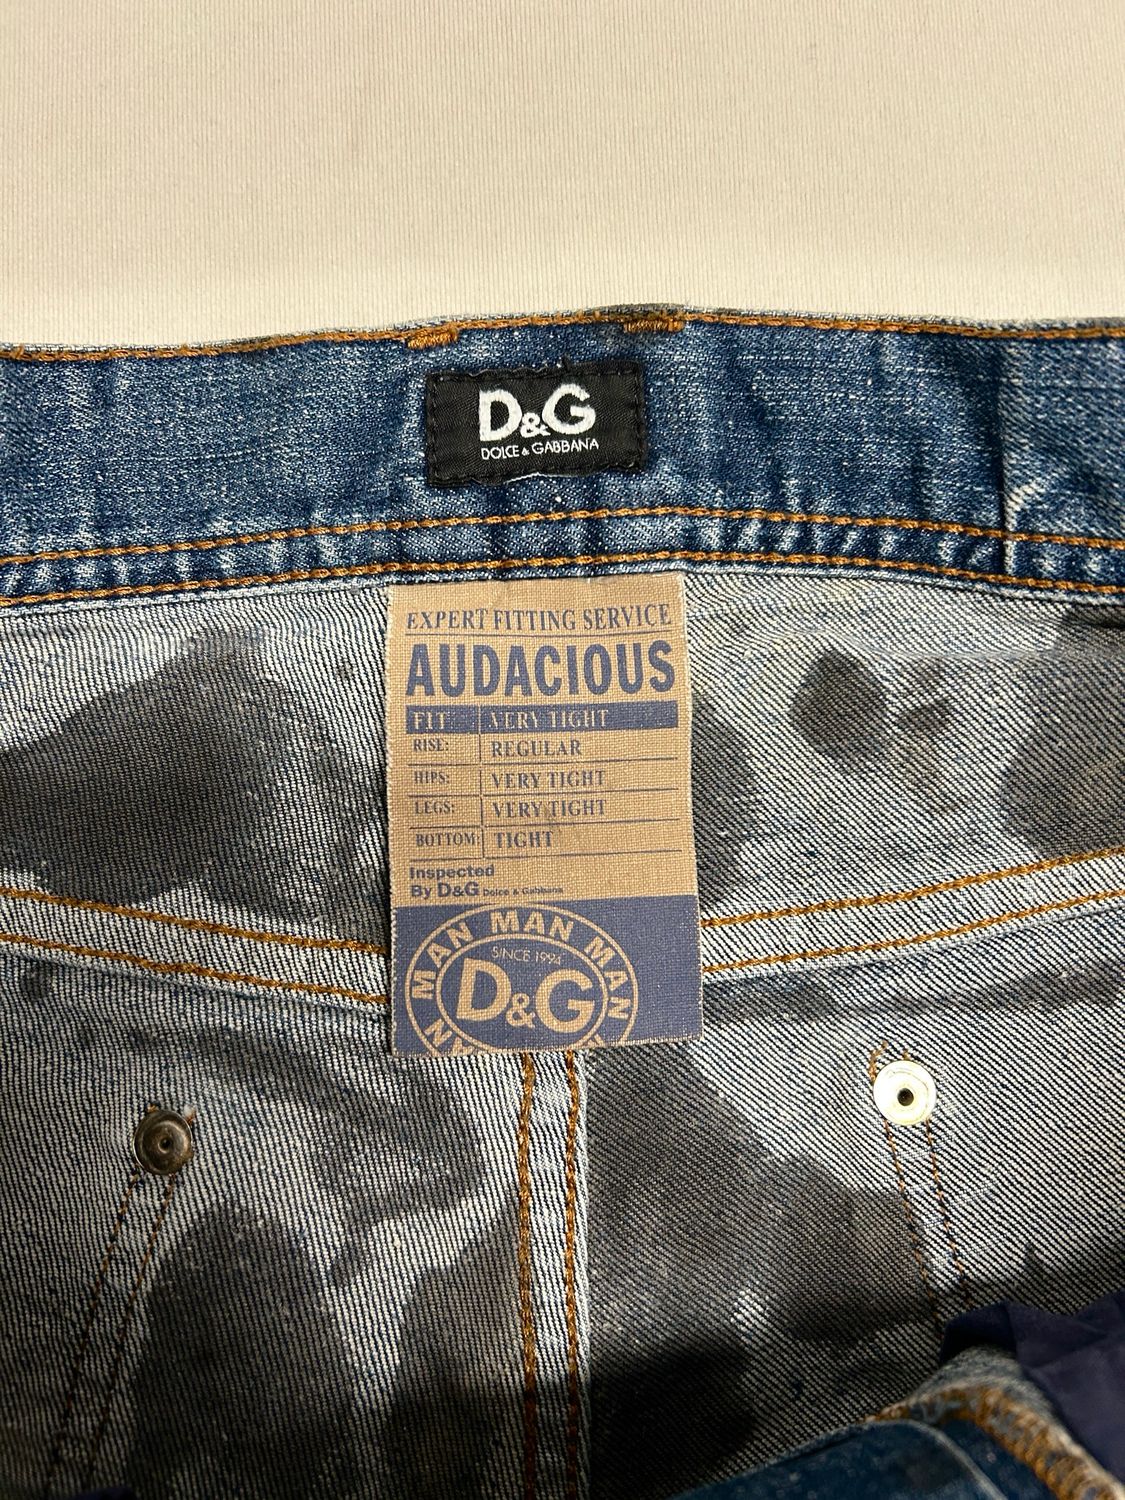 D&G
DOLCE & GABBANA
EXPERT FITTING SERVICE
AUDACIOUS
FIT VERY TIGHT
RISE: REGULAR
HIPS: VERY TIGHT
LEGS: VERY TIGHT
BOTTOM: TIGHT
Inspected
By D&G Dolce & Gabbana
MAN MAN MAN MAN
SINCE 1994
D&G